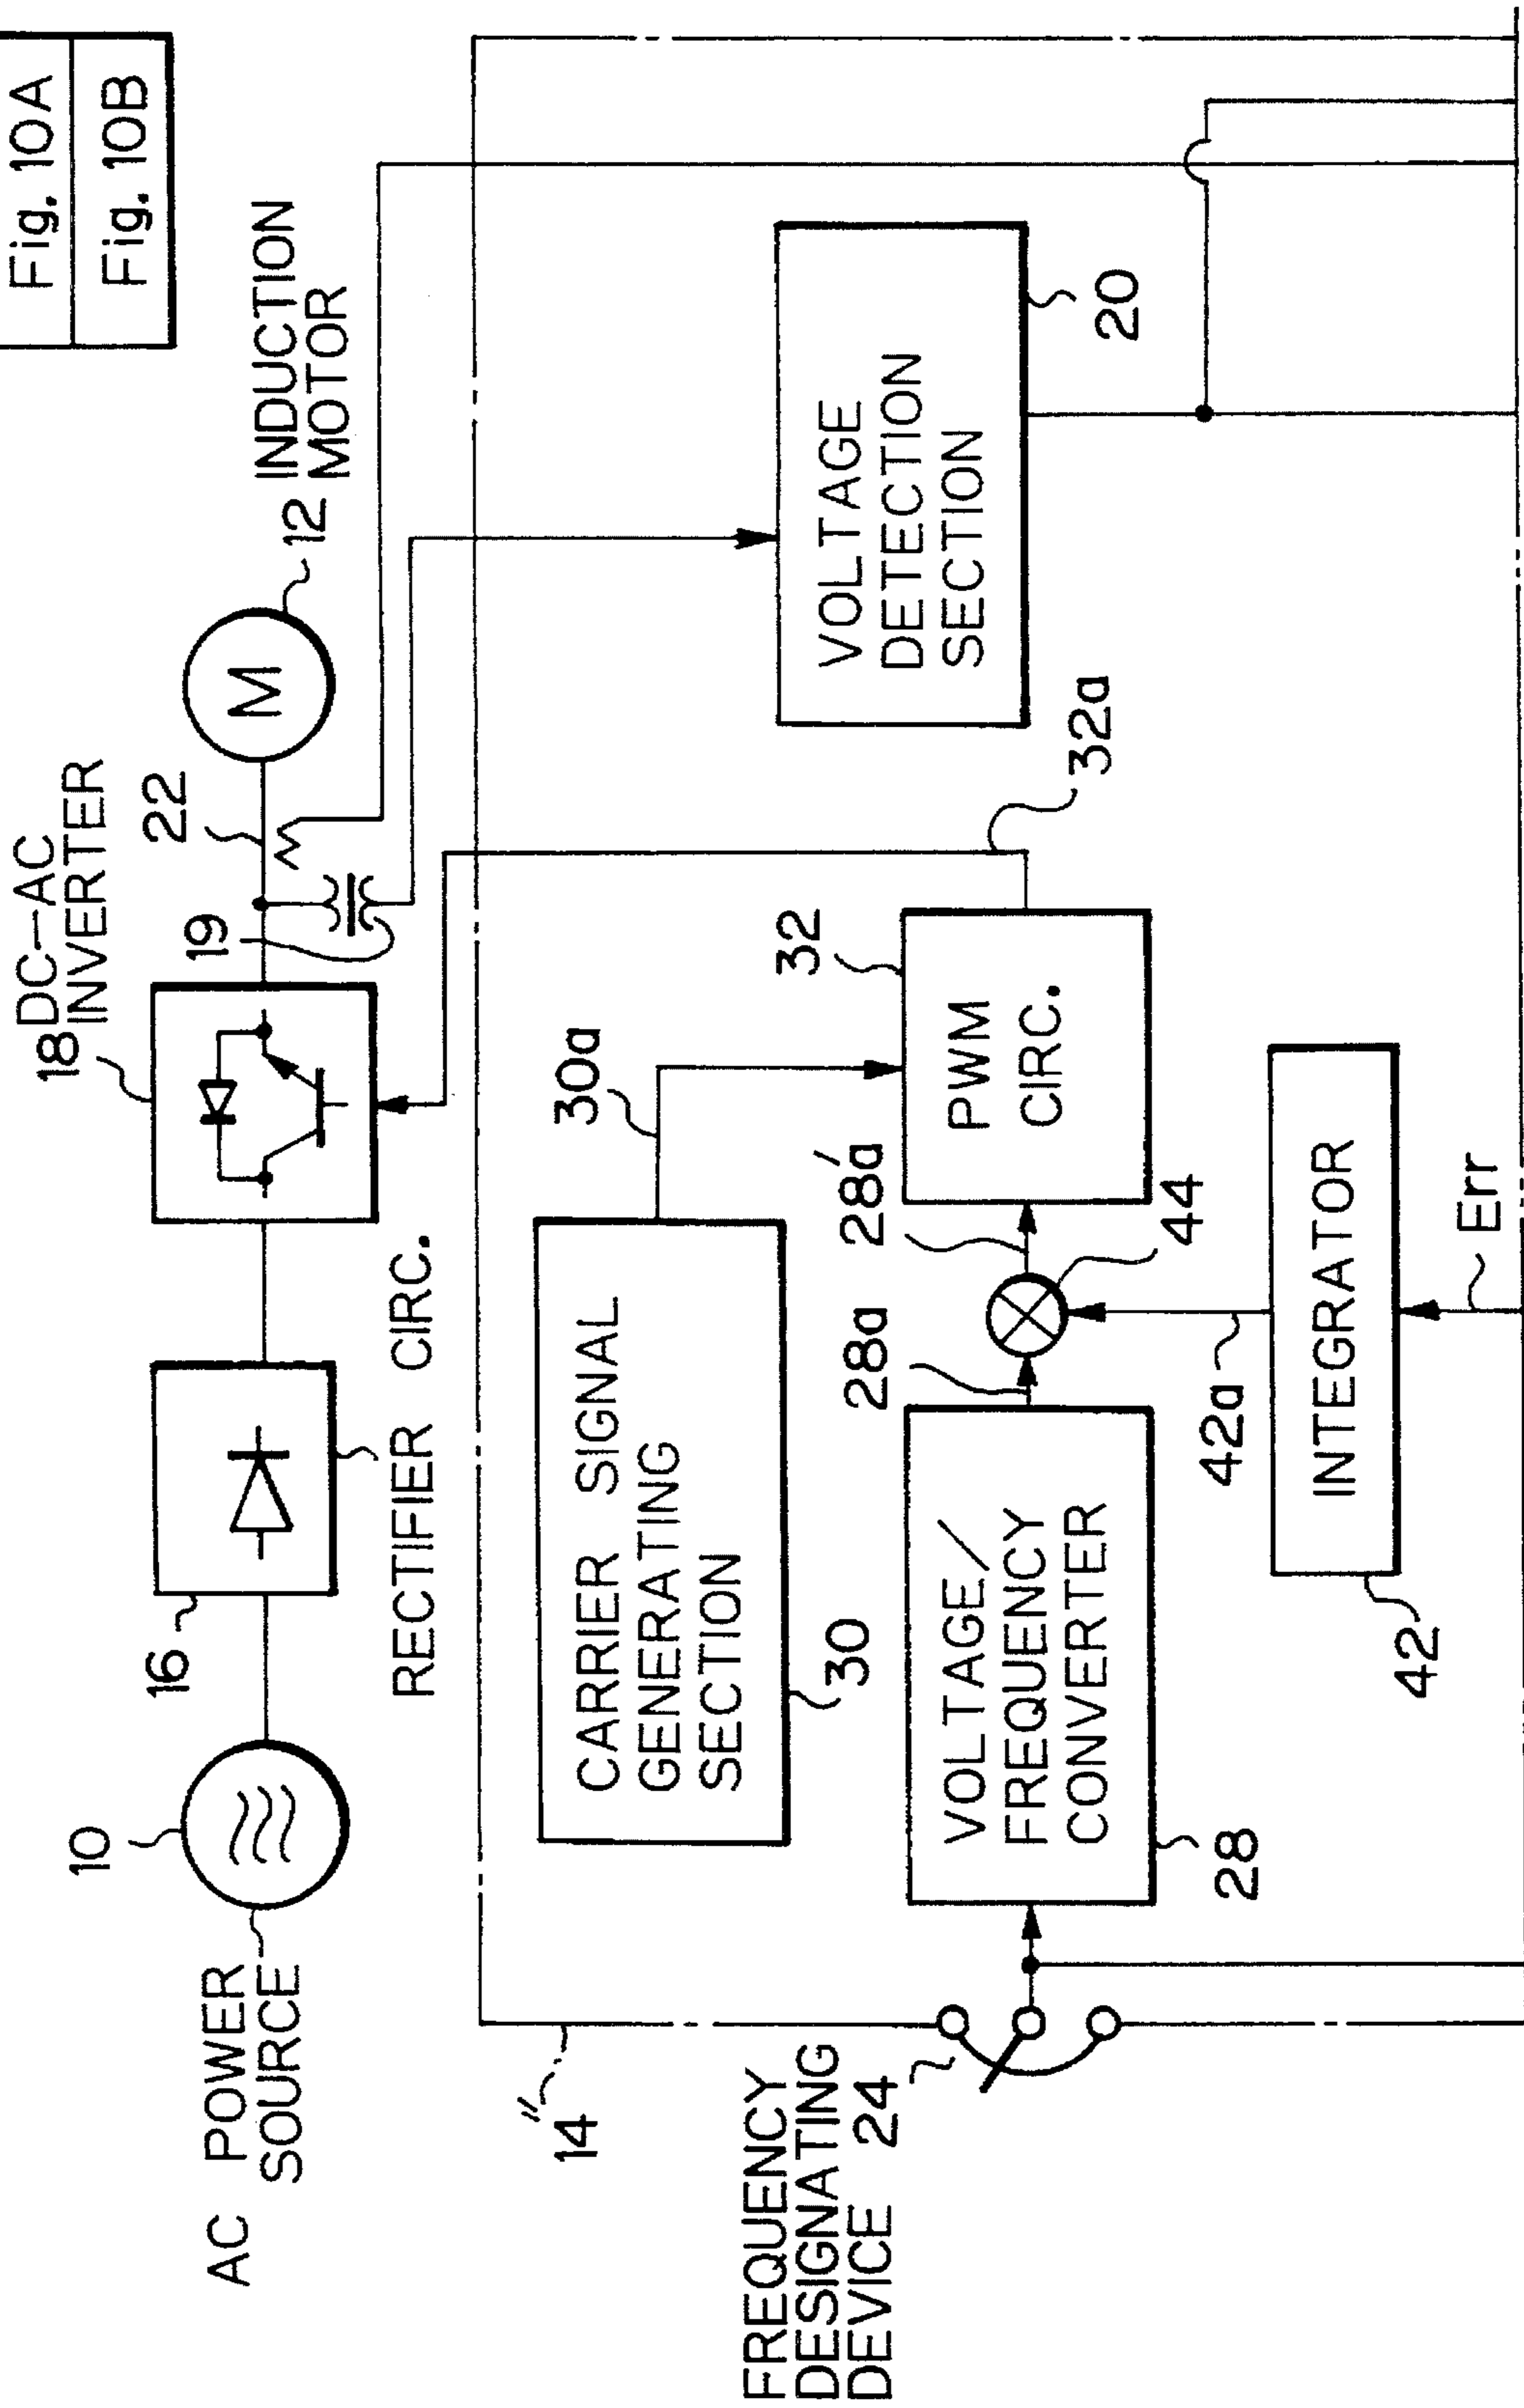 Fig. 10A
Fig. 10B
AC POWER
SOURCE
10
16
RECTIFIER CIRC.
18
DC-AC
INVERTER
19
22
M
12
INDUCTION
MOTOR
14"
CARRIER SIGNAL
GENERATING
SECTION
30
30a
VOLTAGE
DETECTION
SECTION
20
FREQUENCY
DESIGNATING
DEVICE 24
VOLTAGE/
FREQUENCY
CONVERTER
28
28a
28a'
44
PWM
CIRC.
32
32a
42a
INTEGRATOR
42
Err